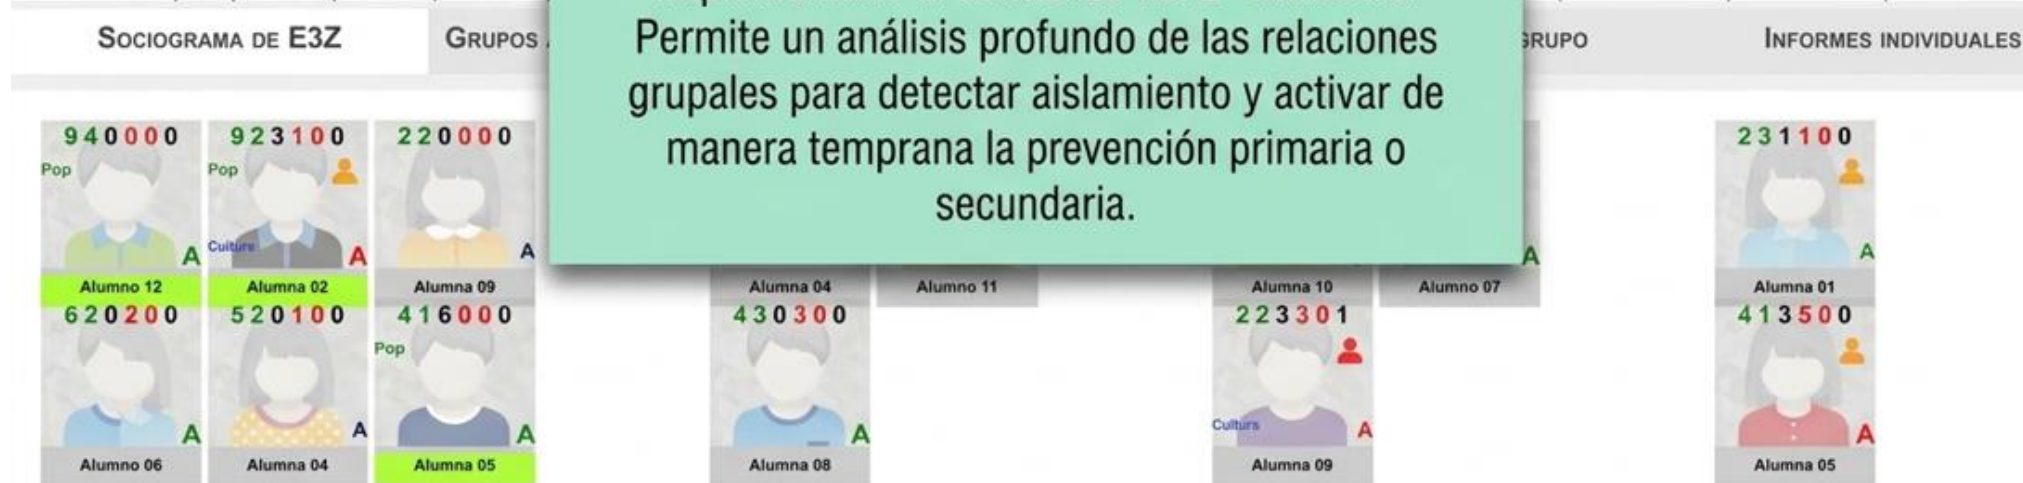 SOCIOGRAMA DE E3Z
GRUPOS
Permite un análisis profundo de las relaciones
grupales para detectar aislamiento y activar de
manera temprana la prevención primaria o
secundaria.
GRUPO
INFORMES INDIVIDUALES
940000
923100
220000
231100
Pop
Pop
Culturs
A
A
A
A
A
Alumno 12
Alumna 02
Alumna 09
Alumna 04
Alumno 11
Alumna 10
Alumno 07
Alumna 01
620200
520100
416000
430300
223301
413500
Pop
Culturs
A
A
A
A
A
A
Alumno 06
Alumna 04
Alumna 05
Alumna 08
Alumna 09
Alumna 05